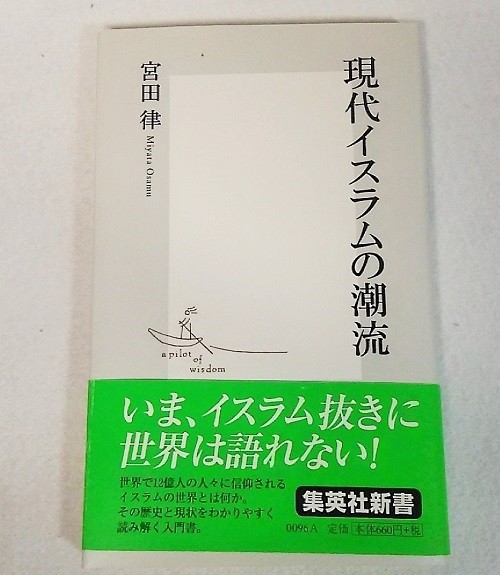 現代イスラムの潮流
宮田 律
Miyata Osamu
a pilot
of
wisdom
いま、イスラム抜きに
世界は語れない!
世界で12億人の人々に信仰される
イスラムの世界とは何か。
その歴史と現状をわかりやすく
読み解く入門書。
集英社新書
0096A 定価 本体660円+税